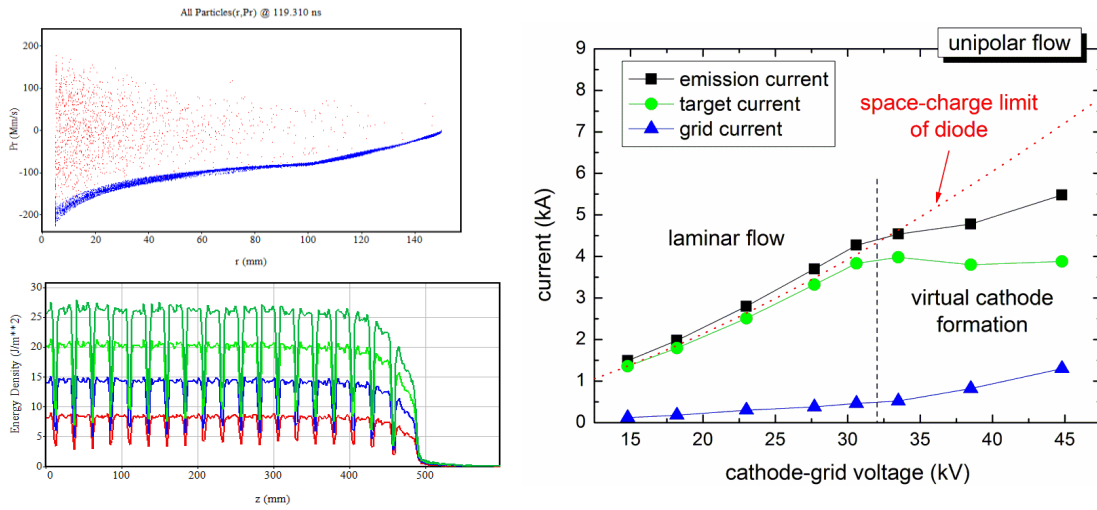 All Particles(r,Pr) @ 119.310 ns
Pr (Mm/s)
200
100
0
-100
-200
0
20
40
60
80
100
120
140
r (mm)
Energy Density (J/m**2)
30
25
20
15
10
5
0
0
100
200
300
400
500
z (mm)
unipolar flow
emission current
target current
grid current
space-charge limit
of diode
laminar flow
virtual cathode
formation
current (kA)
9
8
7
6
5
4
3
2
1
0
15
20
25
30
35
40
45
cathode-grid voltage (kV)